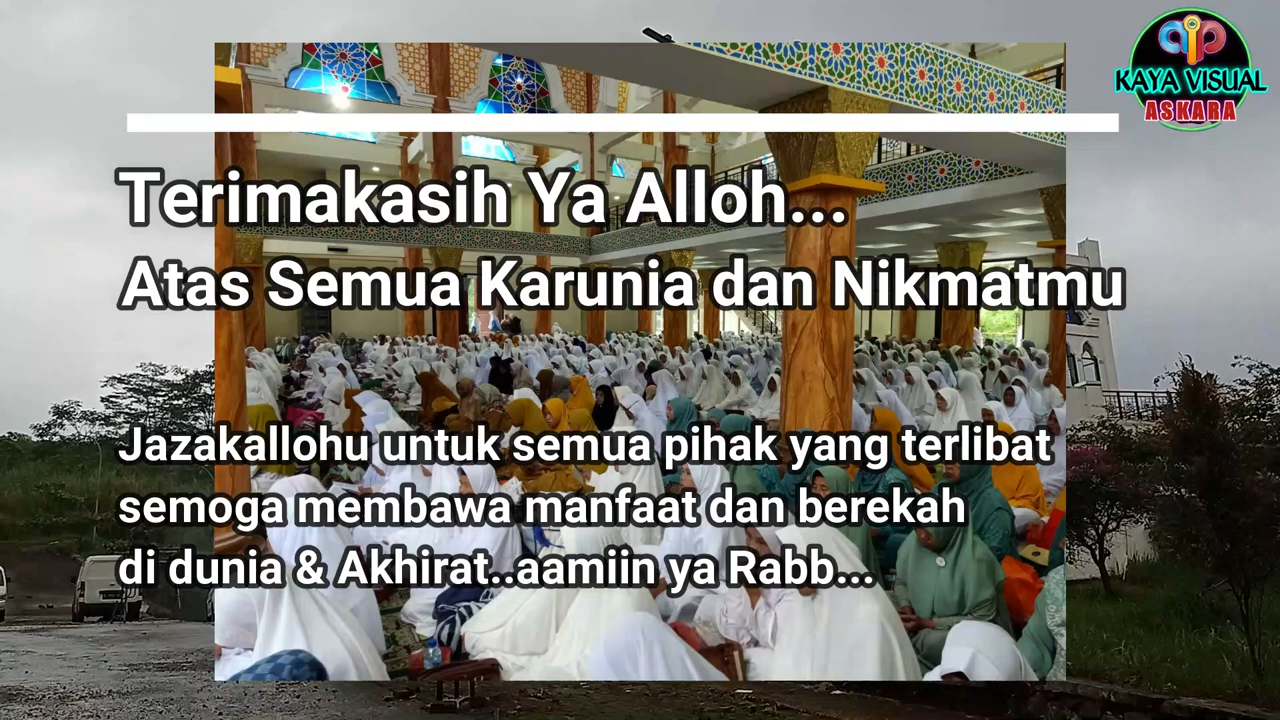 KAYA VISUAL
ASKARA
Terimakasih Ya Alloh...
Atas Semua Karunia dan Nikmatmu
Jazakallohu untuk semua pihak yang terlibat
semoga membawa manfaat dan berekah
di dunia & Akhirat..aamiin ya Rabb...